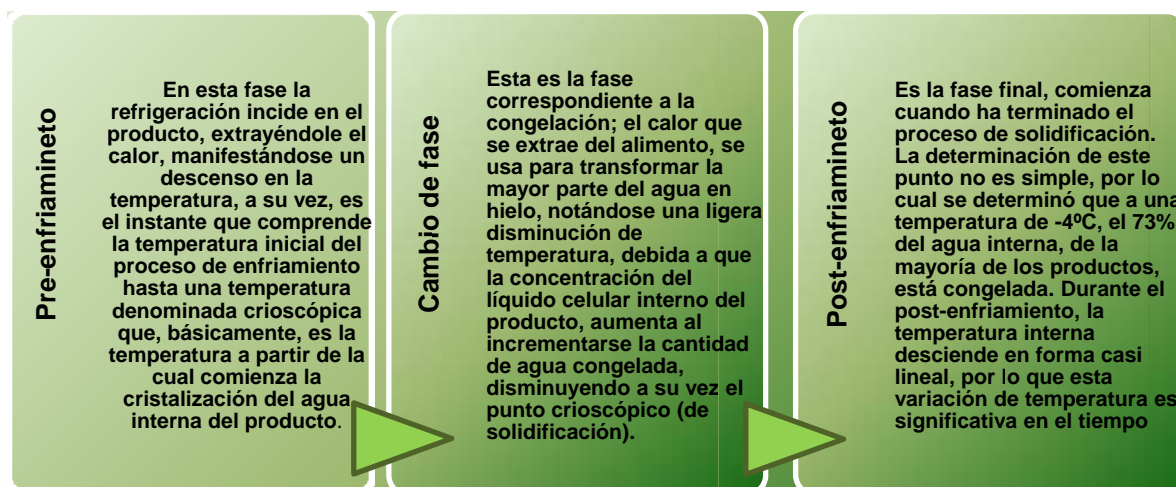 Pre-enfriamineto
En esta fase la
refrigeración incide en el
producto, extrayéndole el
calor, manifestándose un
descenso en la
temperatura, a su vez, es
el instante que comprende
la temperatura inicial del
proceso de enfriamiento
hasta una temperatura
denominada crioscópica
que, básicamente, es la
temperatura a partir de la
cual comienza la
cristalización del agua
interna del producto.
Cambio de fase
Esta es la fase
correspondiente a la
congelación; el calor que
se extrae del alimento, se
usa para transformar la
mayor parte del agua en
hielo, notándose una ligera
disminución de
temperatura, debida a que
la concentración del
líquido celular interno del
producto, aumenta al
incrementarse la cantidad
de agua congelada,
disminuyendo a su vez el
punto crioscópico (de
solidificación).
Post-enfriamineto
Es la fase final, comienza
cuando ha terminado el
proceso de solidificación.
La determinación de este
punto no es simple, por lo
cual se determinó que a una
temperatura de -4ºC, el 73%
del agua interna, de la
mayoría de los productos,
está congelada. Durante el
post-enfriamiento, la
temperatura interna
desciende en forma casi
lineal, por lo que esta
variación de temperatura es
significativa en el tiempo